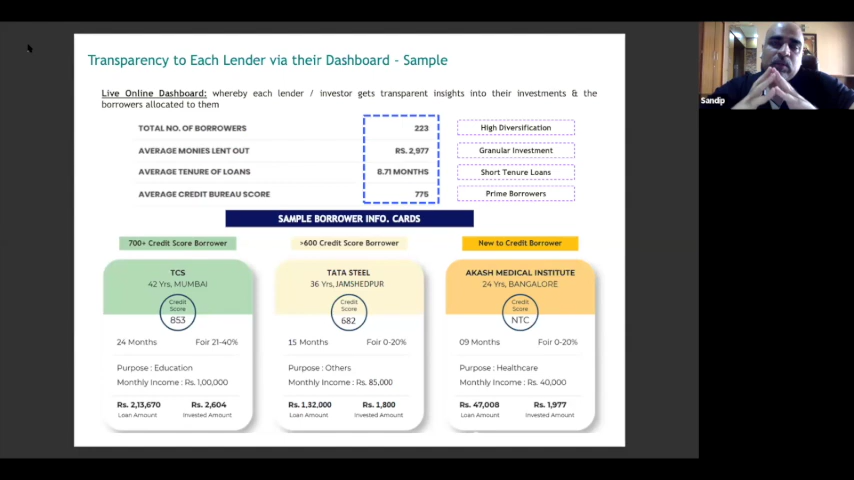 Transparency to Each Lender via their Dashboard - Sample
Live Online Dashboard: whereby each lender / investor gets transparent insights into their investments & the
borrowers allocated to them
TOTAL NO. OF BORROWERS 223 High Diversification
AVERAGE MONIES LENT OUT RS. 2,977 Granular Investment
AVERAGE TENURE OF LOANS 8.71 MONTHS Short Tenure Loans
AVERAGE CREDIT BUREAU SCORE 775 Prime Borrowers
Sandip
SAMPLE BORROWER INFO. CARDS
700+ Credit Score Borrower >600 Credit Score Borrower New to Credit Borrower
TCS TATA STEEL AKASH MEDICAL INSTITUTE
42 Yrs, MUMBAI 36 Yrs, JAMSHEDPUR 24 Yrs, BANGALORE
Credit Credit Credit
Score Score Score
853 682 NTC
24 Months Foir 21-40% 15 Months Foir 0-20% 09 Months Foir 0-20%
Purpose : Education Purpose : Others Purpose : Healthcare
Monthly Income : Rs. 1,00,000 Monthly Income : Rs. 85,000 Monthly Income : Rs. 40,000
Rs. 2,13,670 Rs. 2,604 Rs. 1,32,000 Rs. 1,800 Rs. 47,008 Rs. 1,977
Loan Amount Invested Amount Loan Amount Invested Amount Loan Amount Invested Amount